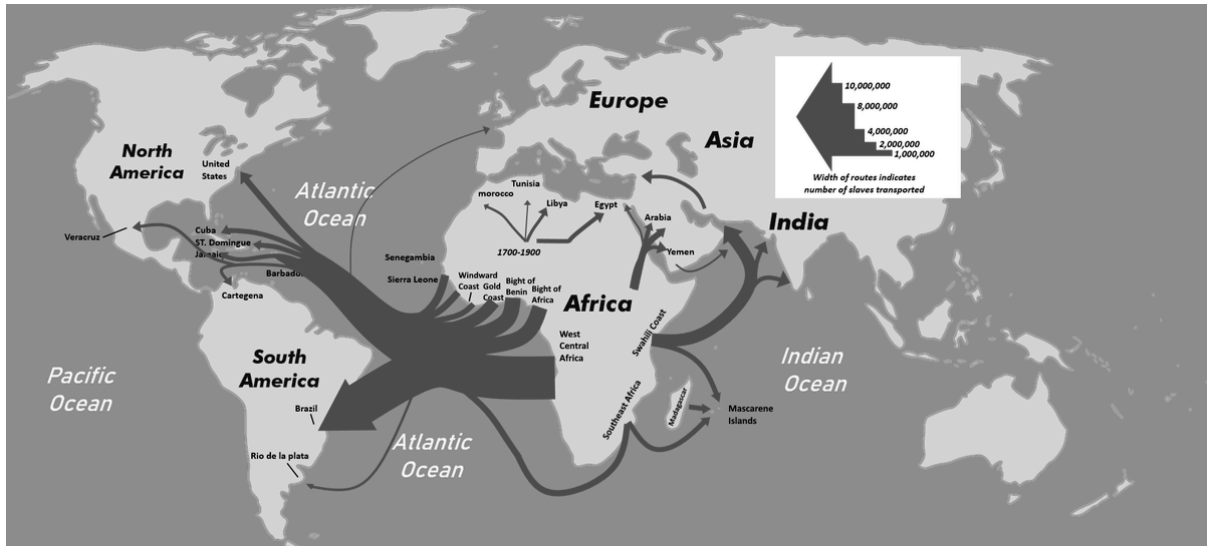 Europe
Asia
10,000,000
8,000,000
4,000,000
2,000,000
1,000,000
Width of routes indicates
number of slaves transported
North
America
United
States
Atlantic
Ocean
Tunisia
morocco
Libya
Egypt
Arabia
India
Veracruz
Cuba
ST. Domingue
Jamaica
Yemen
1700-1900
Senegambia
Barbado
Sierra Leone
Windward
Coast
Gold
Coast
Bight of
Benin
Bight of
Africa
Cartegena
Africa
West
Central
Africa
Swahili Coast
South
America
Indian
Ocean
Pacific
Ocean
Brazil
Southeast Africa
Madagascar
Mascarene
Islands
Atlantic
Ocean
Rio de la plata